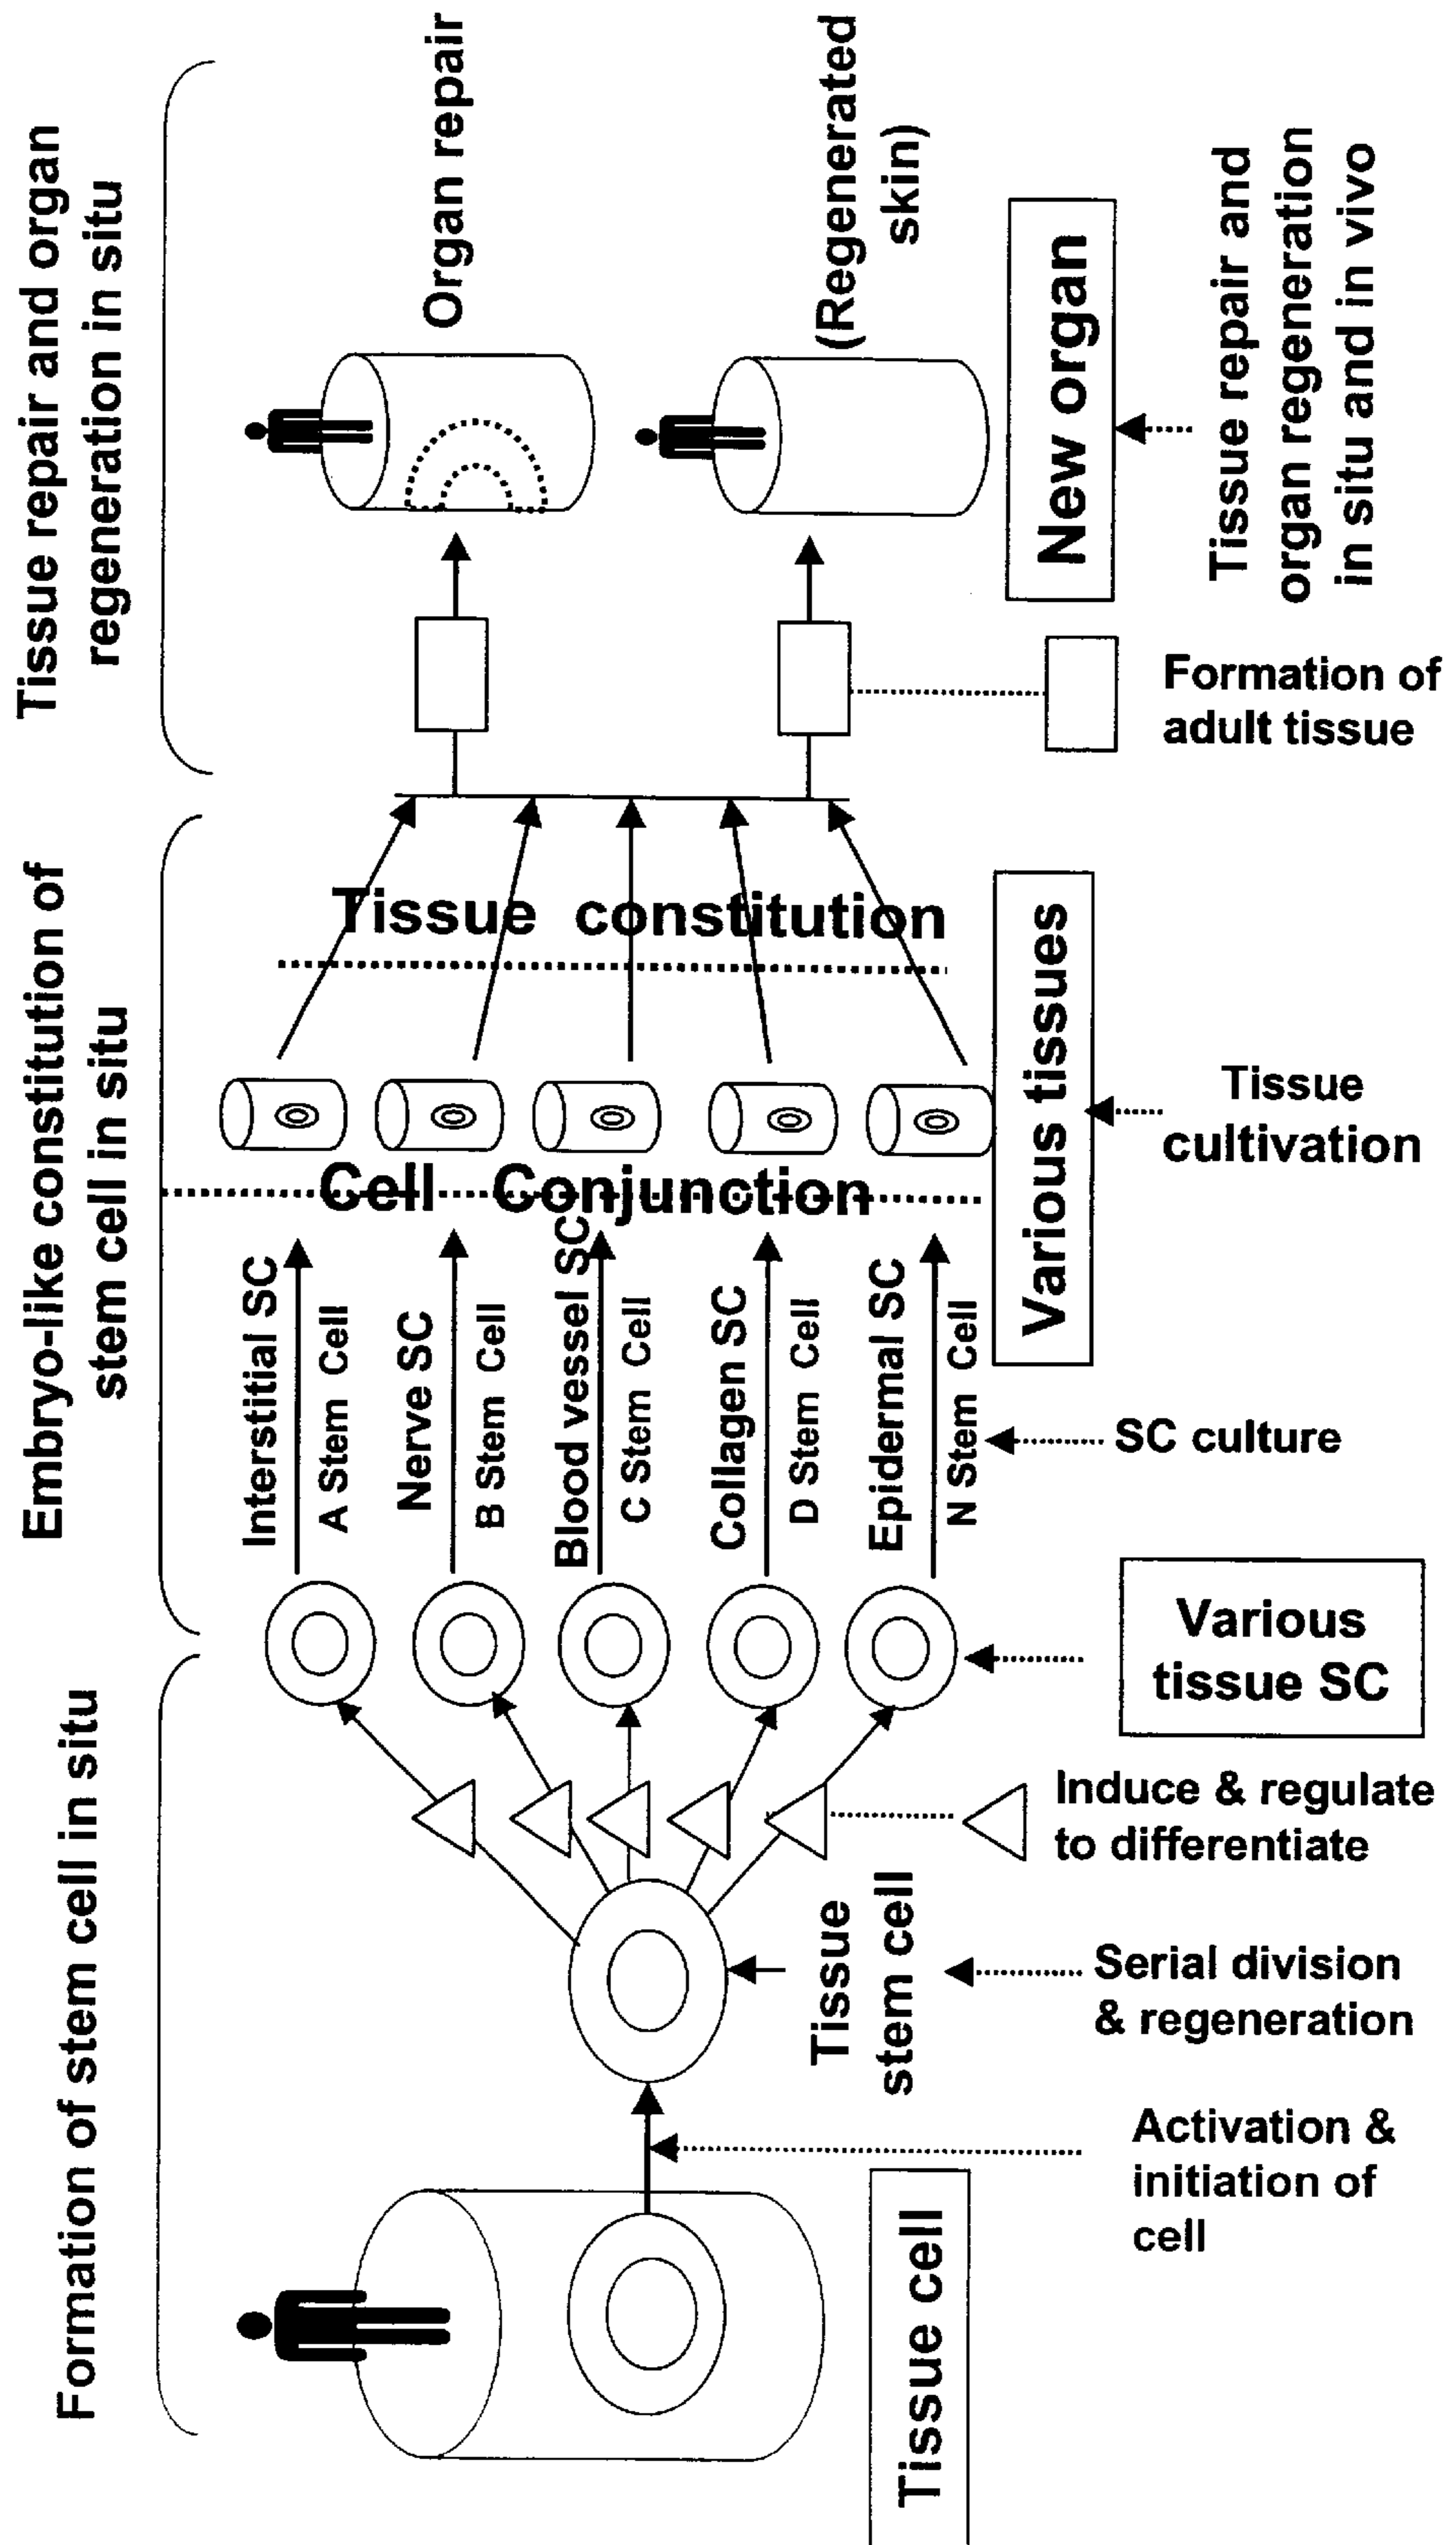 Formation of stem cell in situ
Embryo-like constitution of
stem cell in situ
Tissue repair and organ
regeneration in situ
Interstitial SC
A Stem Cell
Nerve SC
B Stem Cell
Blood vessel SC
C Stem Cell
Collagen SC
D Stem Cell
Epidermal SC
N Stem Cell
Cell Conjunction
Tissue constitution
Organ repair
(Regenerated
skin)
Tissue
stem cell
Tissue cell
Various tissues
New organ
Activation &
initiation of
cell
Serial division
& regeneration
Induce & regulate
to differentiate
Various
tissue SC
SC culture
Tissue
cultivation
Formation of
adult tissue
Tissue repair and
organ regeneration
in situ and in vivo